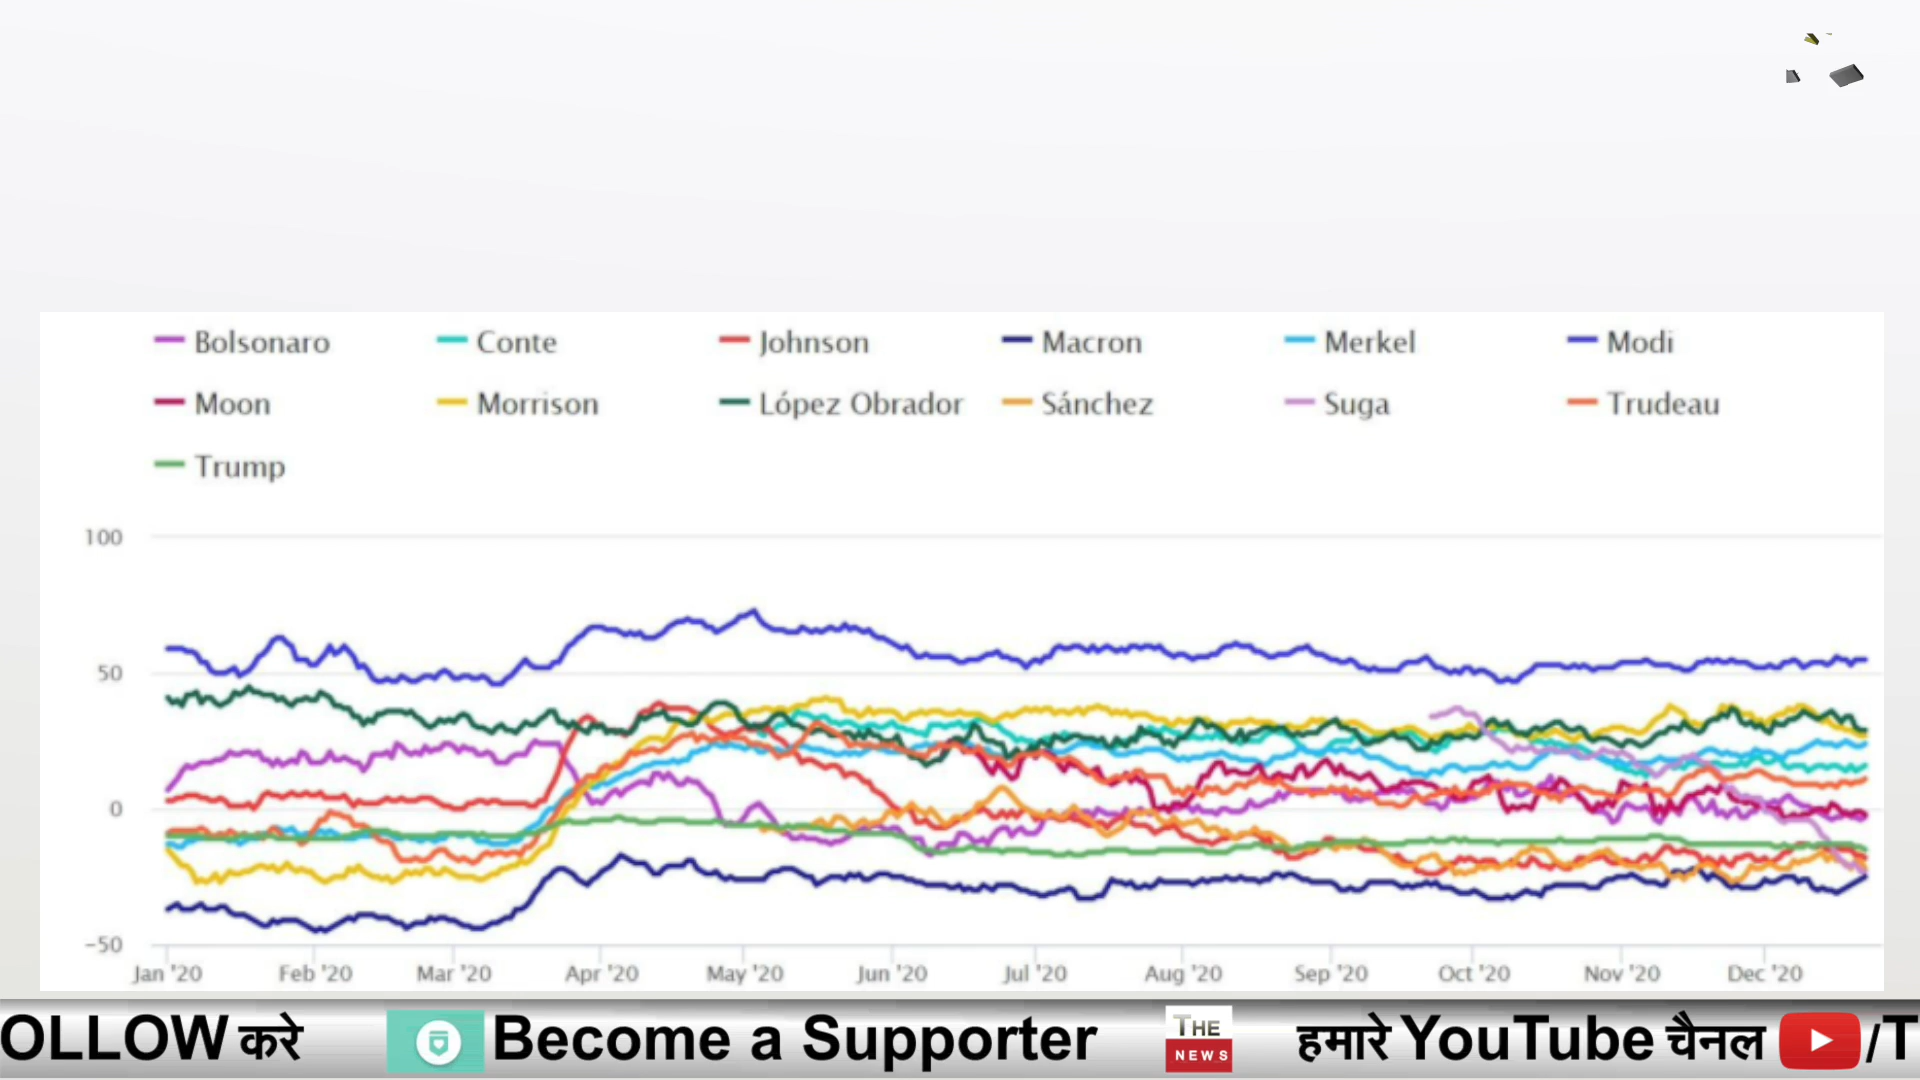 Bolsonaro Conte Johnson Macron Merkel Modi
Moon Morrison López Obrador Sánchez Suga Trudeau
Trump
100
50
0
-50
Jan '20 Feb '20 Mar '20 Apr '20 May '20 Jun '20 Jul '20 Aug '20 Sep '20 Oct '20 Nov '20 Dec '20
OLLOW करे Become a Supporter THE NEWS हमारे YouTube चैनल /T